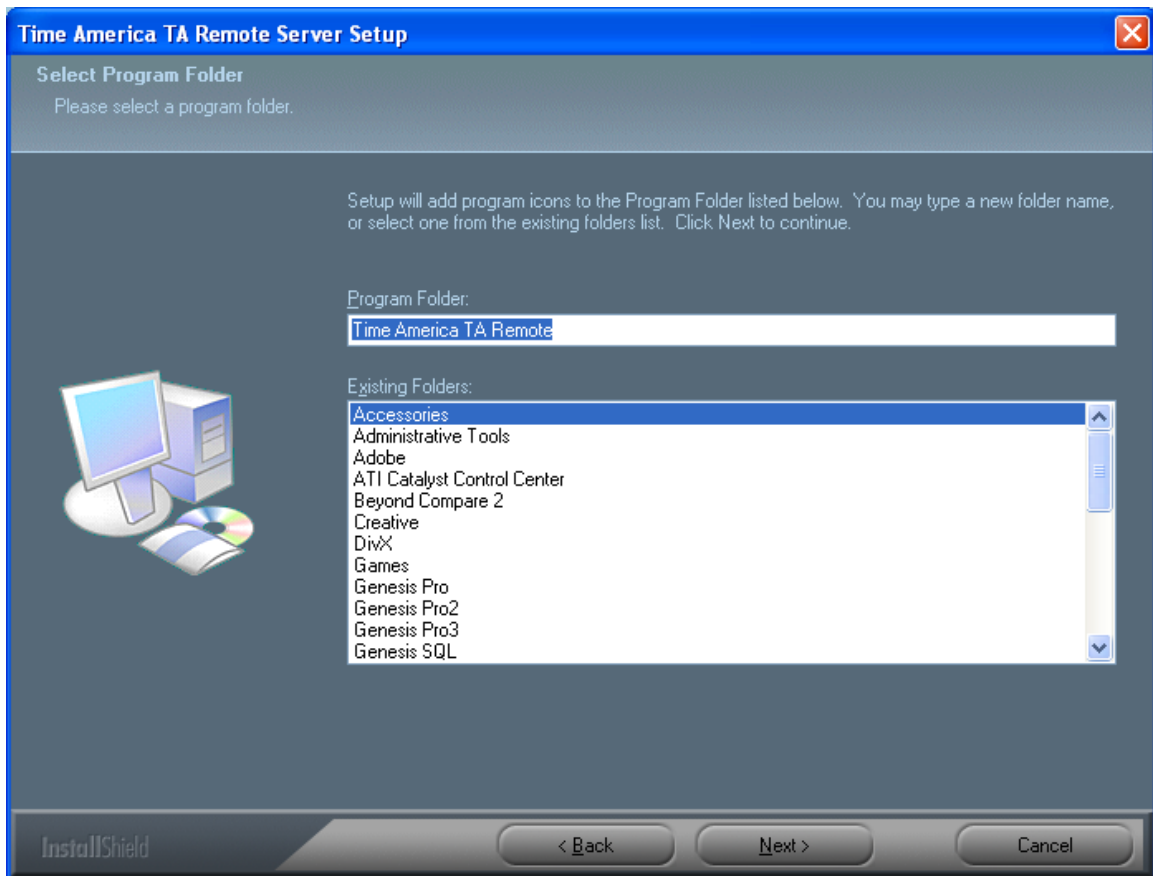 Time America TA Remote Server Setup
Select Program Folder
Please select a program folder.
Setup will add program icons to the Program Folder listed below. You may type a new folder name,
or select one from the existing folders list. Click Next to continue.
Program Folder:
Time America TA Remote
Existing Folders:
Accessories
Administrative Tools
Adobe
ATI Catalyst Control Center
Beyond Compare 2
Creative
DivX
Games
Genesis Pro
Genesis Pro2
Genesis Pro3
Genesis SQL
InstallShield
< Back
Next >
Cancel